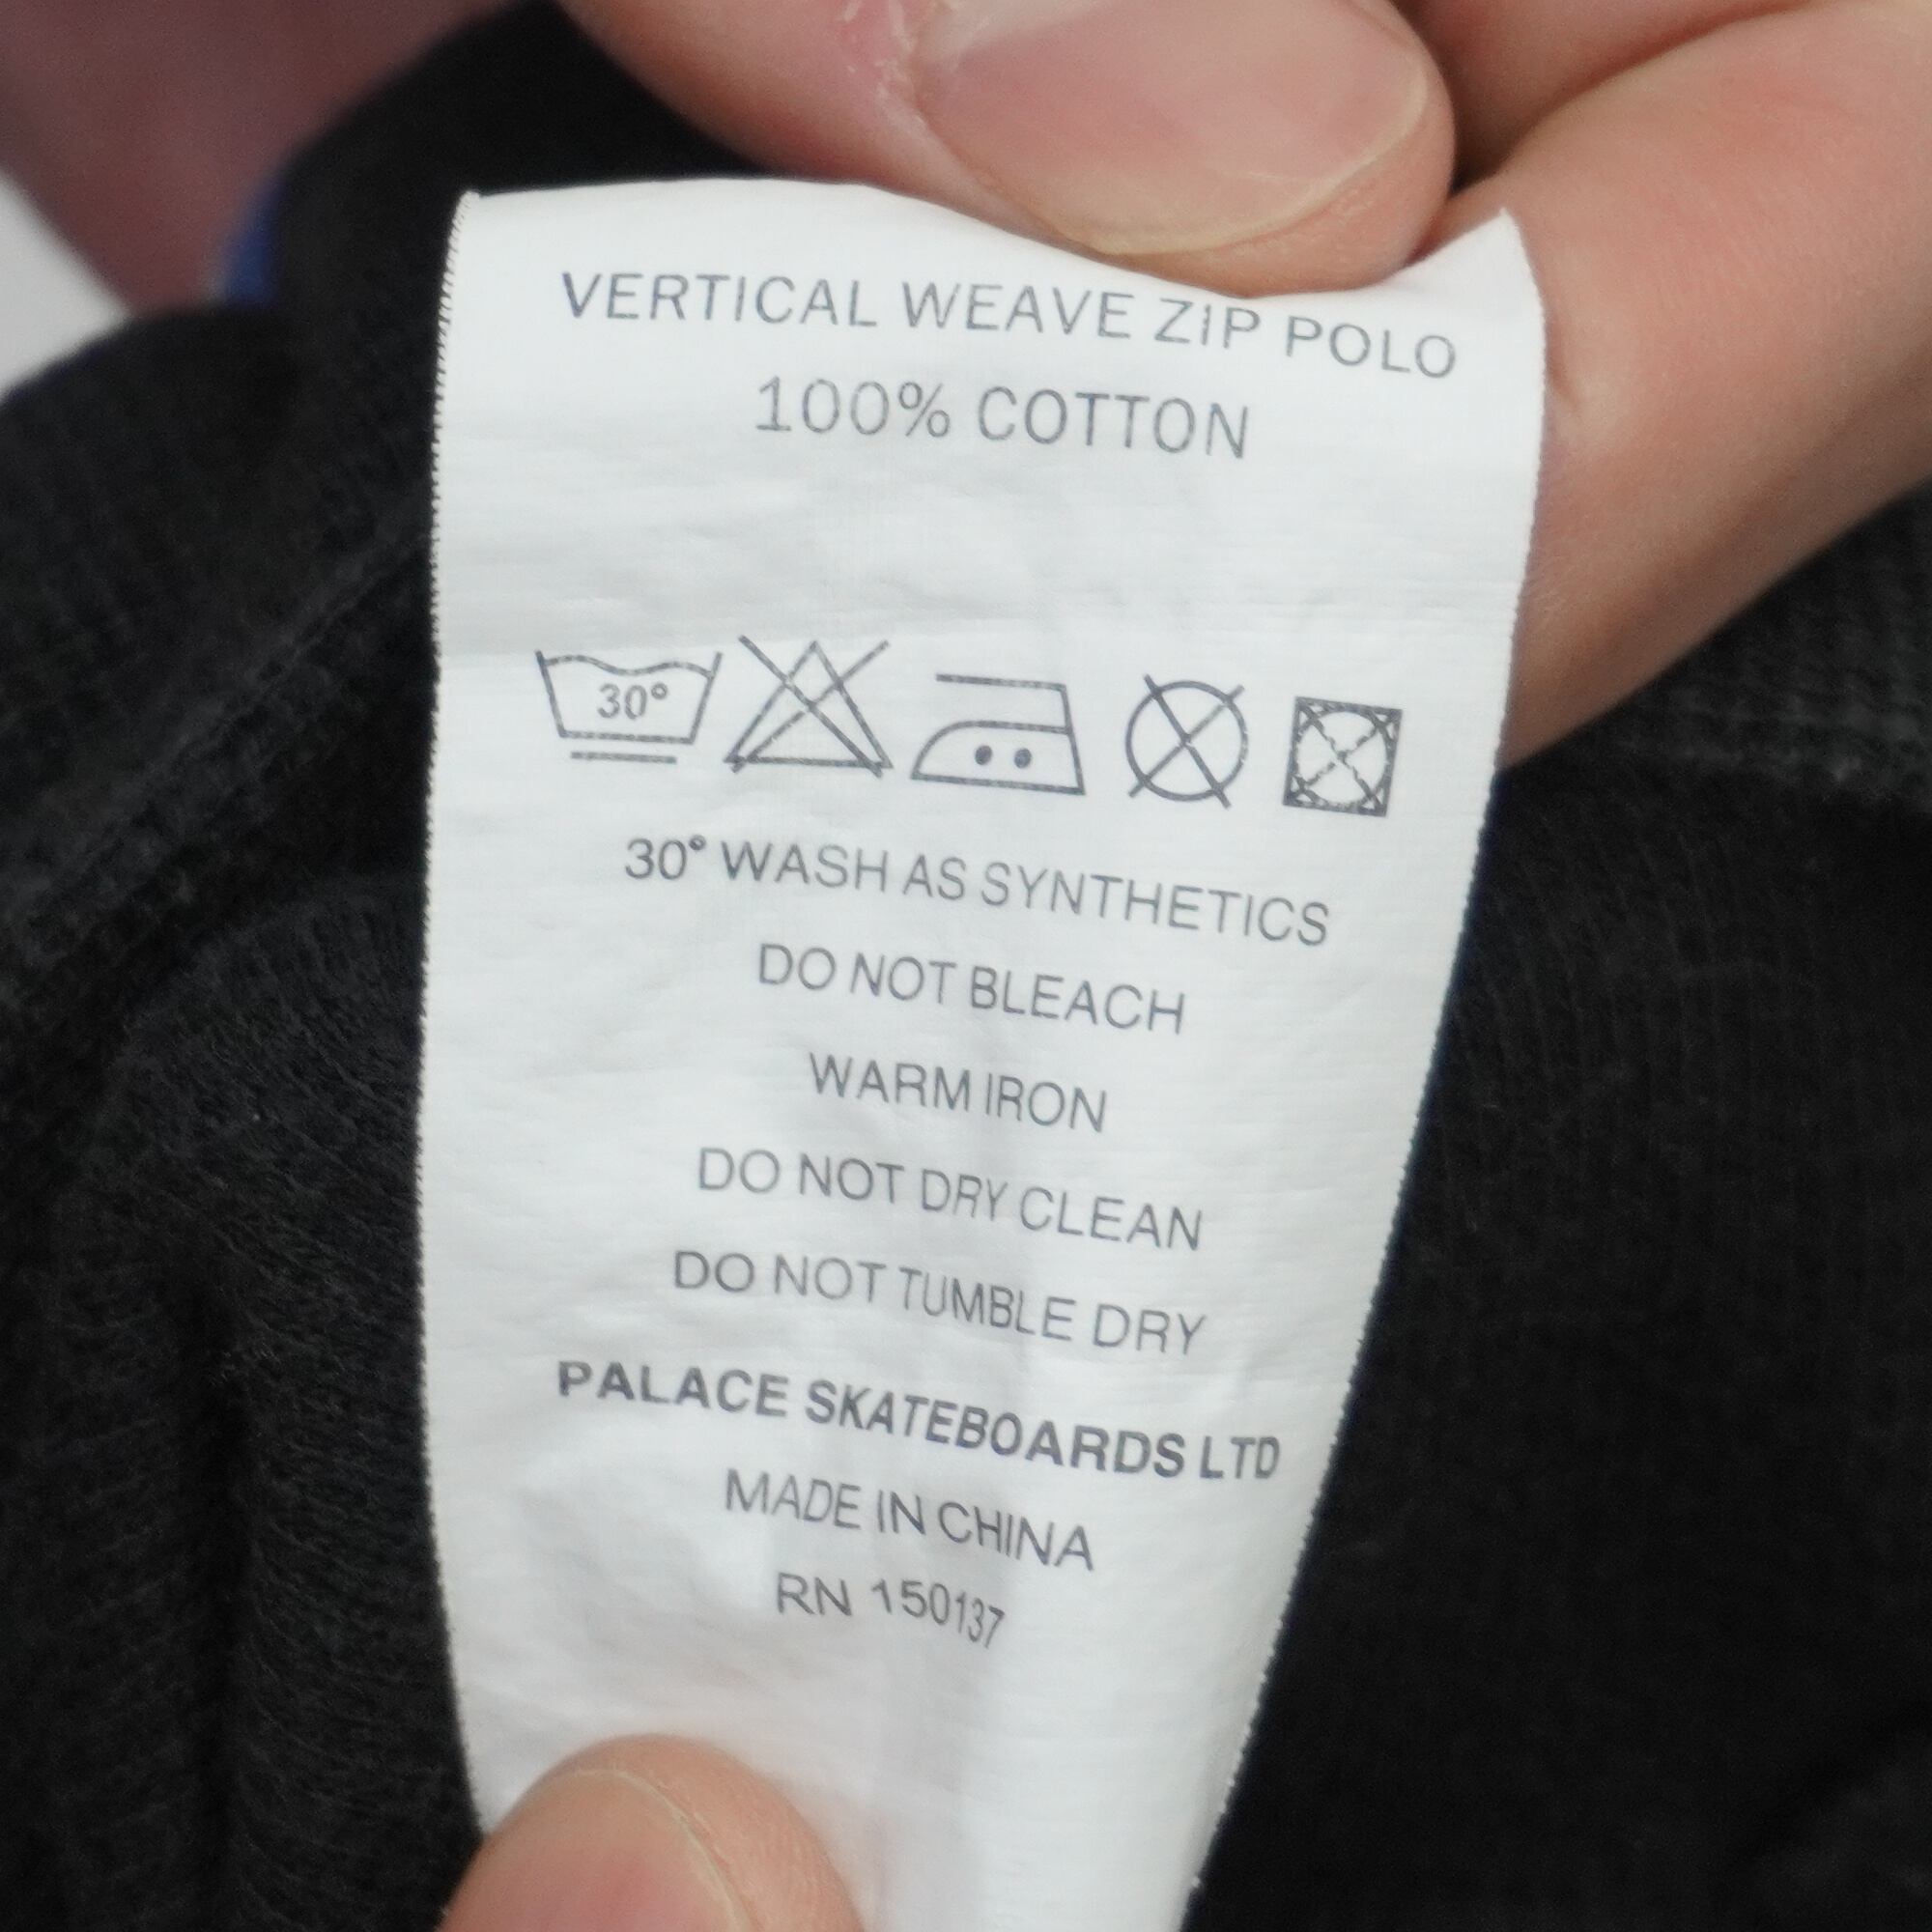 VERTICAL WEAVE ZIP POLO
100% COTTON
30°
30° WASH AS SYNTHETICS
DO NOT BLEACH
WARM IRON
DO NOT DRY CLEAN
DO NOT TUMBLE DRY
PALACE SKATEBOARDS LTD
MADE IN CHINA
RN 150137